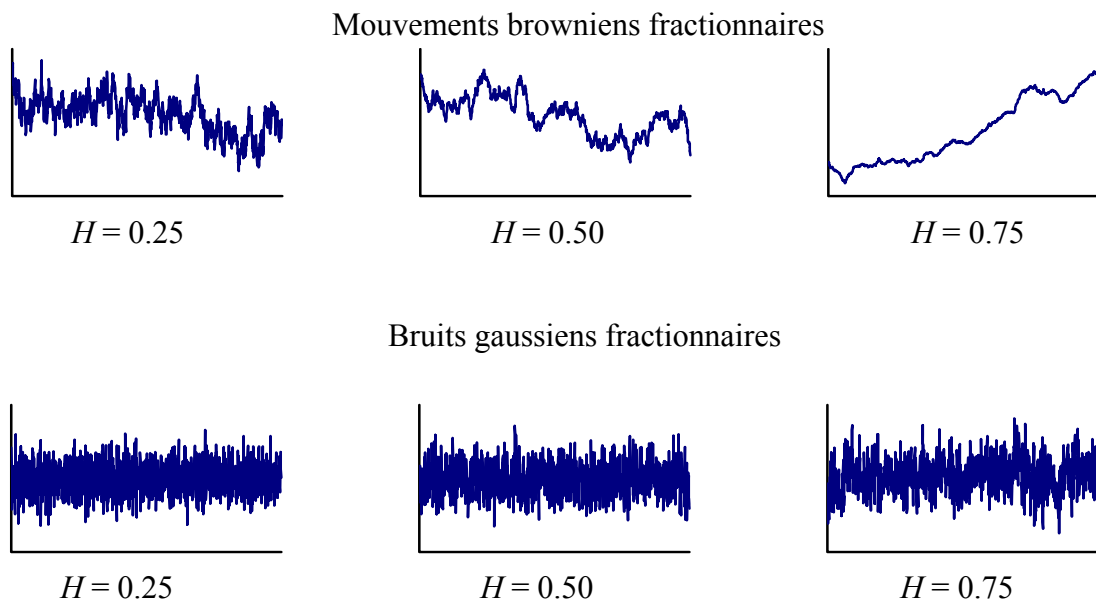 Mouvements browniens fractionnaires
H = 0.25
H = 0.50
H = 0.75
Bruits gaussiens fractionnaires
H = 0.25
H = 0.50
H = 0.75